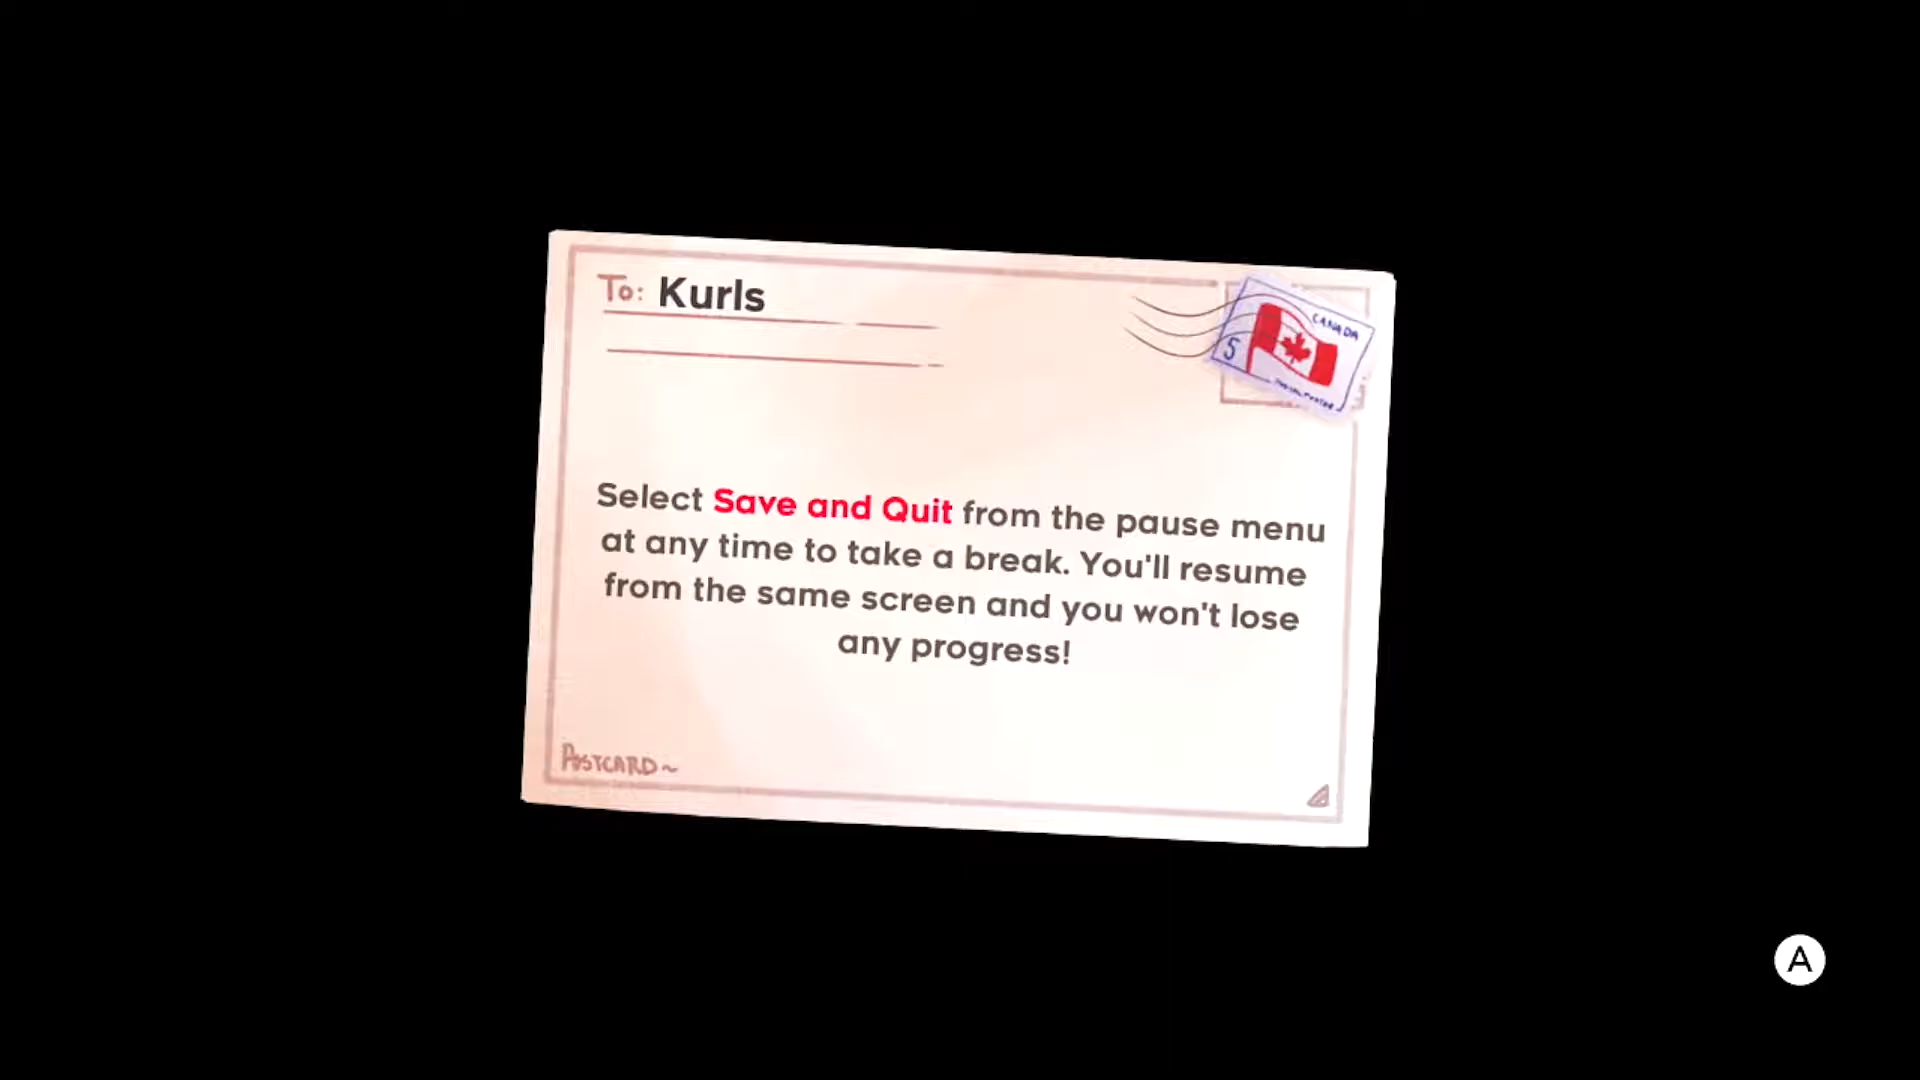 To: Kurls
CANADA
5
Select Save and Quit from the pause menu
at any time to take a break. You'll resume
from the same screen and you won't lose
any progress!
POSTCARD~
A